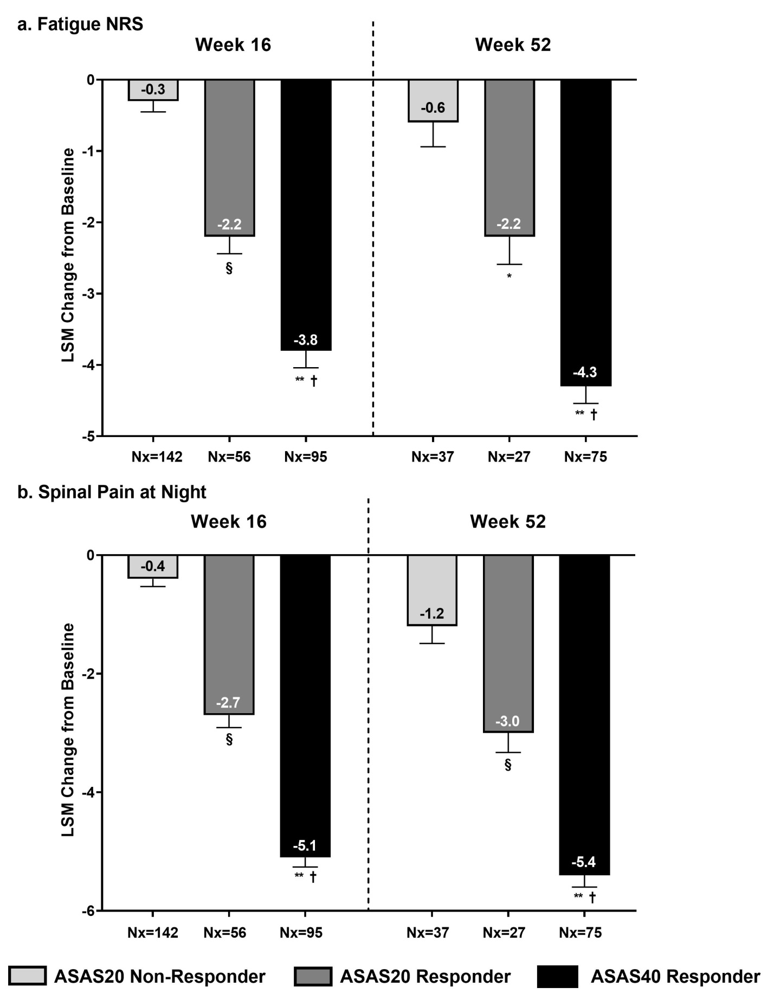 a. Fatigue NRS
Week 16
Week 52
LSM Change from Baseline
0
-1
-2
-3
-4
-5
-0.3
-2.2
§
-3.8
** †
-0.6
-2.2
*
-4.3
** †
Nx=142 Nx=56 Nx=95 Nx=37 Nx=27 Nx=75
b. Spinal Pain at Night
Week 16
Week 52
LSM Change from Baseline
0
-2
-4
-6
-0.4
-2.7
§
-5.1
** †
-1.2
-3.0
§
-5.4
** †
Nx=142 Nx=56 Nx=95 Nx=37 Nx=27 Nx=75
ASAS20 Non-Responder ASAS20 Responder ASAS40 Responder